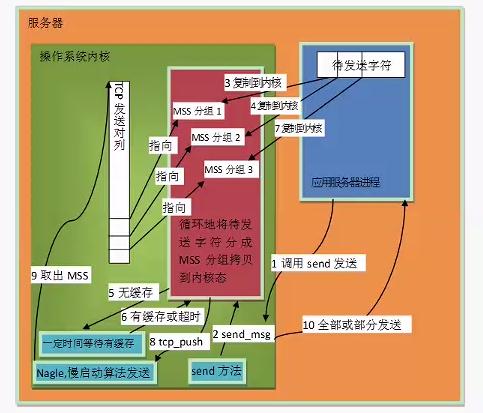 服务器
操作系统内核
待发送字符
3 复制到内核
TCP 发送对列
MSS 分组 1
4 复制到内核
7 复制到内核
MSS 分组 2
指向
MSS 分组 3
指向
应用服务器进程
指向
循环地将待发
送字符分成
MSS 分组拷贝
到内核态
1 调用 send 发送
9 取出 MSS
5 无缓存
6 有缓存或超时
10 全部或部分发送
2 send_msg
一定时间等待有缓存
8 tcp_push
Nagle,慢启动算法发送
send 方法